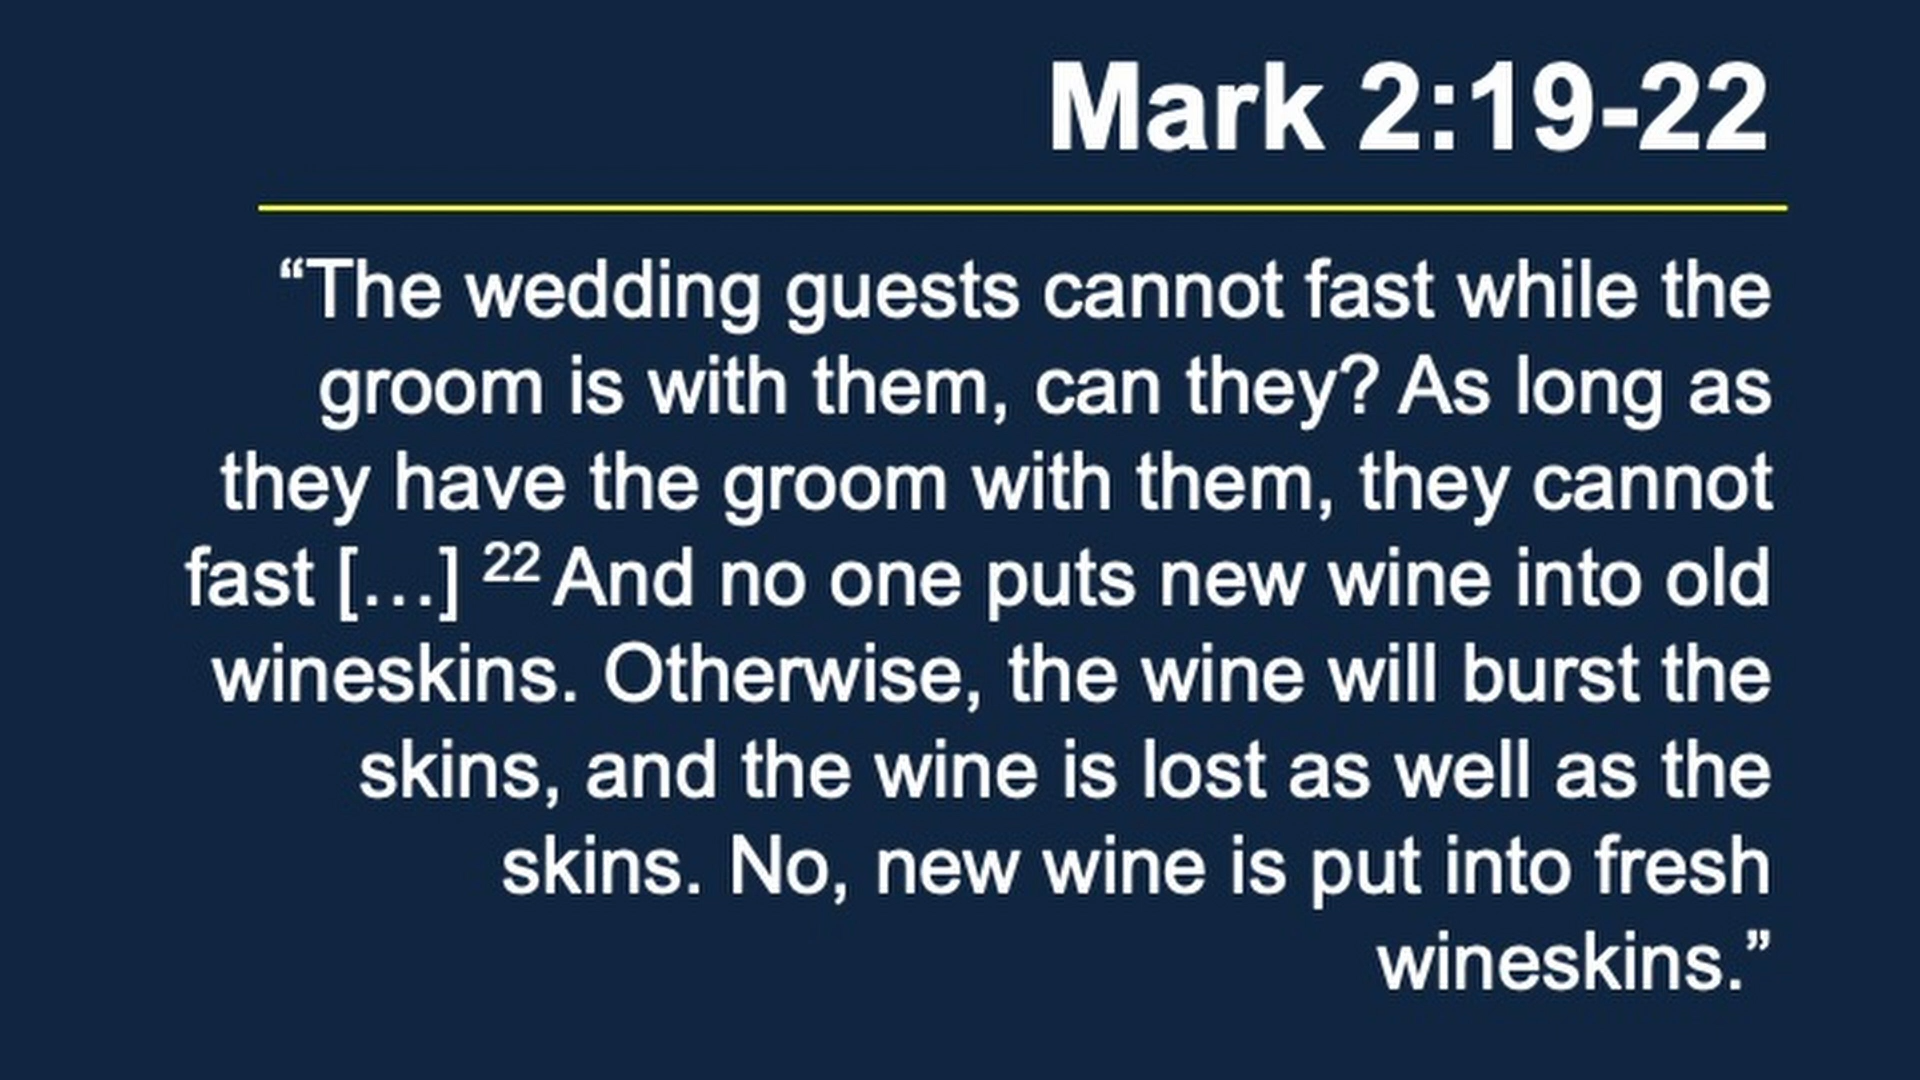 Mark 2:19-22
“The wedding guests cannot fast while the
groom is with them, can they? As long as
they have the groom with them, they cannot
fast […] 22 And no one puts new wine into old
wineskins. Otherwise, the wine will burst the
skins, and the wine is lost as well as the
skins. No, new wine is put into fresh
wineskins.”